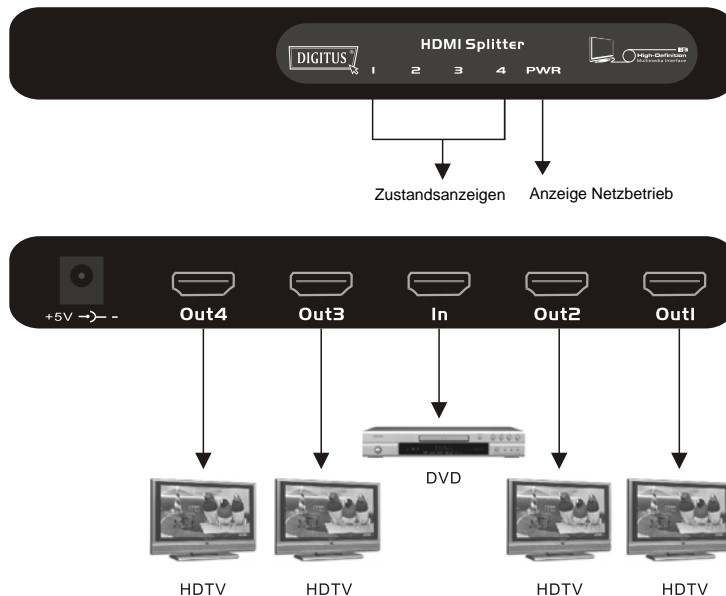 HDMI Splitter
DIGITUS®
1 2 3 4 PWR
High-Definition
Multimedia Interface
Zustandsanzeigen Anzeige Netzbetrieb
+5V
Out4 Out3 In Out2 Out1
DVD
HDTV HDTV HDTV HDTV